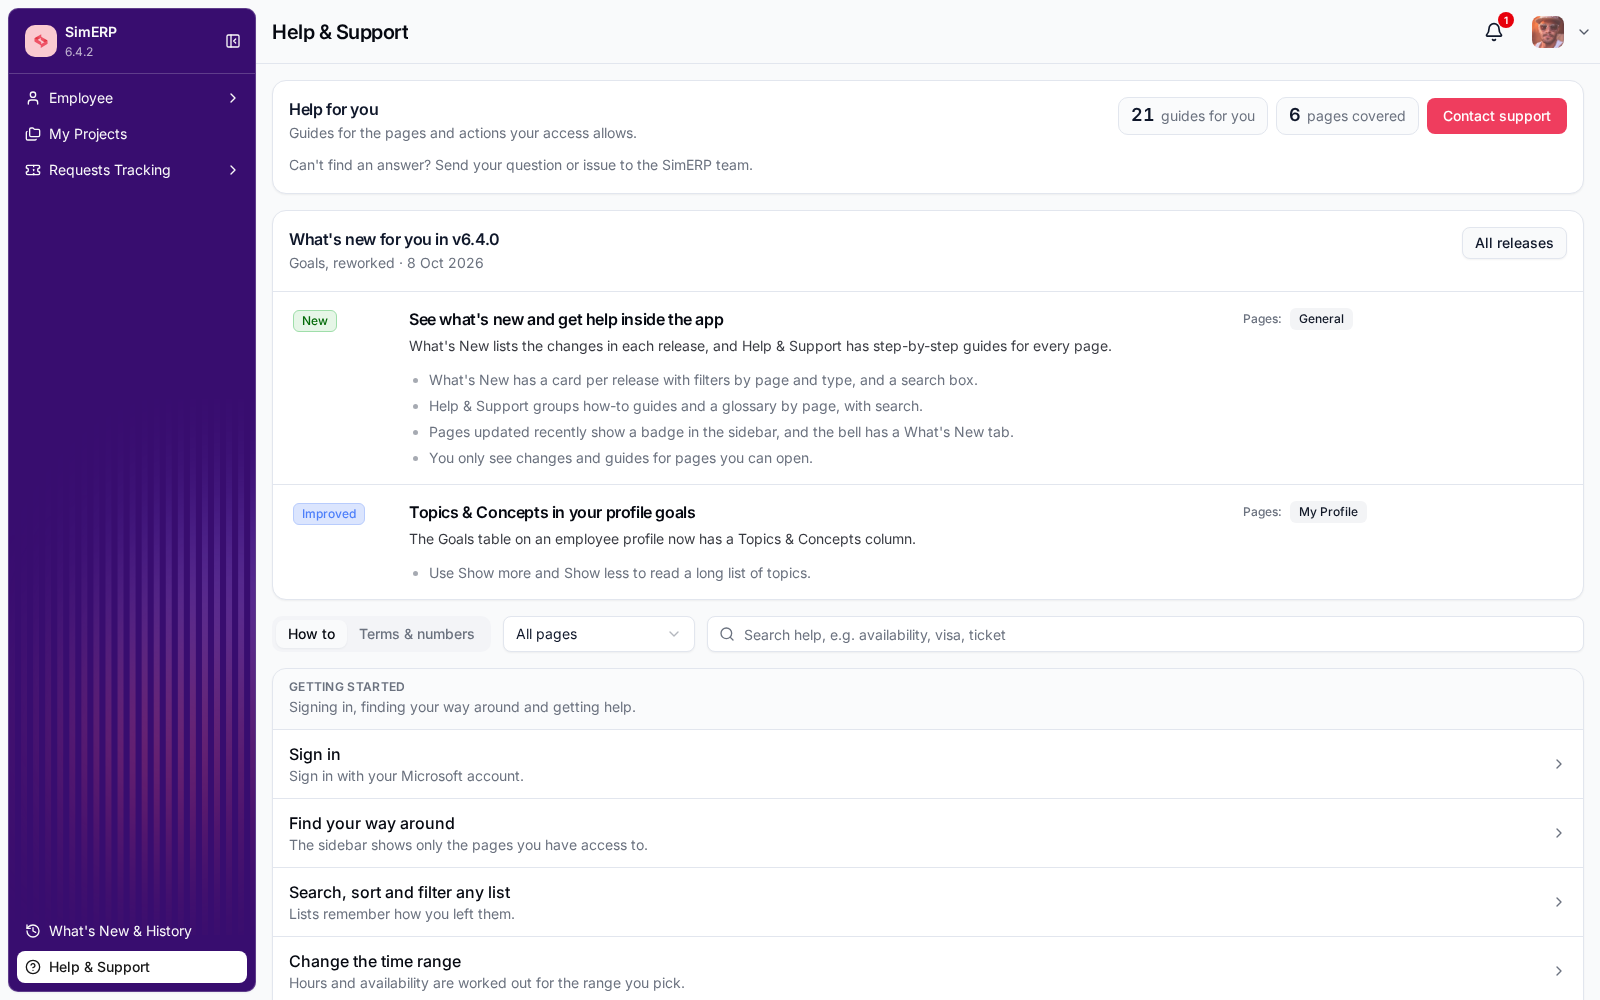 SimERP
6.4.2
Employee
My Projects
Requests Tracking
What's New & History
Help & Support
Help & Support
1
Help for you
Guides for the pages and actions your access allows.
Can't find an answer? Send your question or issue to the SimERP team.
21 guides for you
6 pages covered
Contact support
What's new for you in v6.4.0
Goals, reworked · 8 Oct 2026
All releases
New
See what's new and get help inside the app
What's New lists the changes in each release, and Help & Support has step-by-step guides for every page.
What's New has a card per release with filters by page and type, and a search box.
Help & Support groups how-to guides and a glossary by page, with search.
Pages updated recently show a badge in the sidebar, and the bell has a What's New tab.
You only see changes and guides for pages you can open.
Pages: General
Improved
Topics & Concepts in your profile goals
The Goals table on an employee profile now has a Topics & Concepts column.
Use Show more and Show less to read a long list of topics.
Pages: My Profile
How to
Terms & numbers
All pages
Search help, e.g. availability, visa, ticket
GETTING STARTED
Signing in, finding your way around and getting help.
Sign in
Sign in with your Microsoft account.
Find your way around
The sidebar shows only the pages you have access to.
Search, sort and filter any list
Lists remember how you left them.
Change the time range
Hours and availability are worked out for the range you pick.